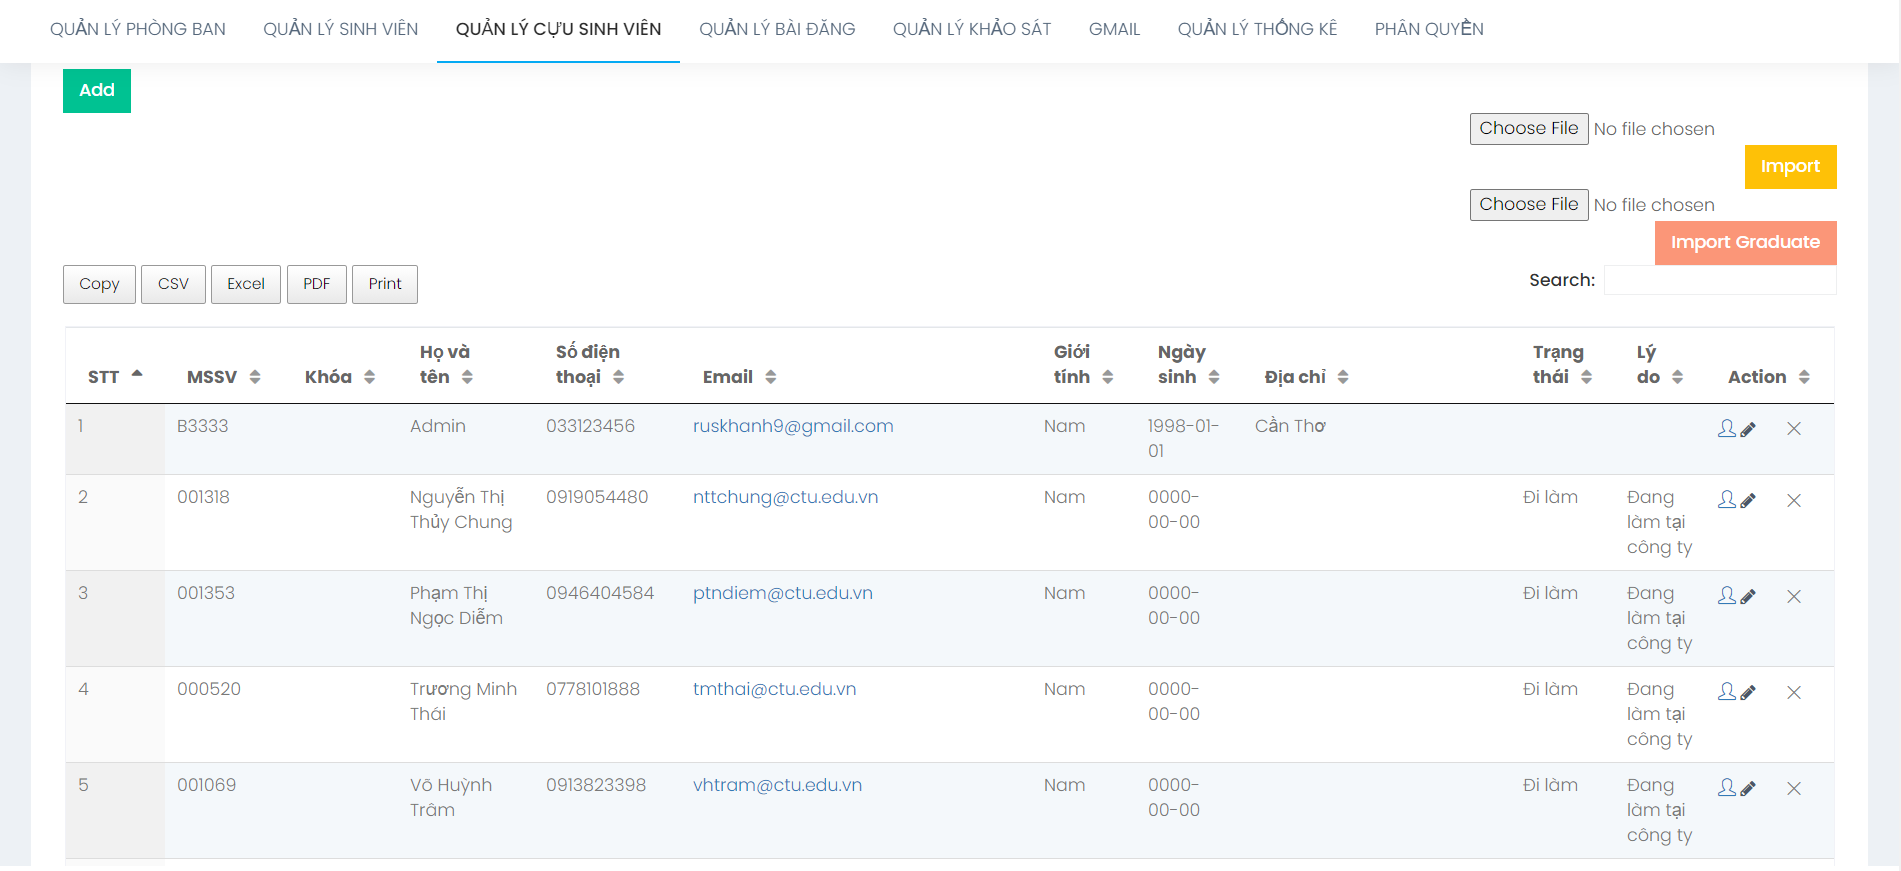 QUẢN LÝ PHÒNG BAN QUẢN LÝ SINH VIÊN QUẢN LÝ CỰU SINH VIÊN QUẢN LÝ BÀI ĐĂNG QUẢN LÝ KHẢO SÁT GMAIL QUẢN LÝ THỐNG KÊ PHÂN QUYỀN
Add
Choose File No file chosen
Import
Choose File No file chosen
Import Graduate
Copy CSV Excel PDF Print Search:
STT MSSV Khóa Họ và tên Số điện thoại Email Giới tính Ngày sinh Địa chỉ Trạng thái Lý do Action
1 B3333 Admin 033123456 ruskhanh9@gmail.com Nam 1998-01- Cần Thơ
01
2 001318 Nguyễn Thị 0919054480 nttchung@ctu.edu.vn Nam 0000- Đi làm Đang
Thủy Chung 00-00 làm tại
công ty
3 001353 Phạm Thị 0946404584 ptndiem@ctu.edu.vn Nam 0000- Đi làm Đang
Ngọc Diễm 00-00 làm tại
công ty
4 000520 Trương Minh 0778101888 tmthai@ctu.edu.vn Nam 0000- Đi làm Đang
Thái 00-00 làm tại
công ty
5 001069 Võ Huỳnh 0913823398 vhtram@ctu.edu.vn Nam 0000- Đi làm Đang
Trâm 00-00 làm tại
công ty